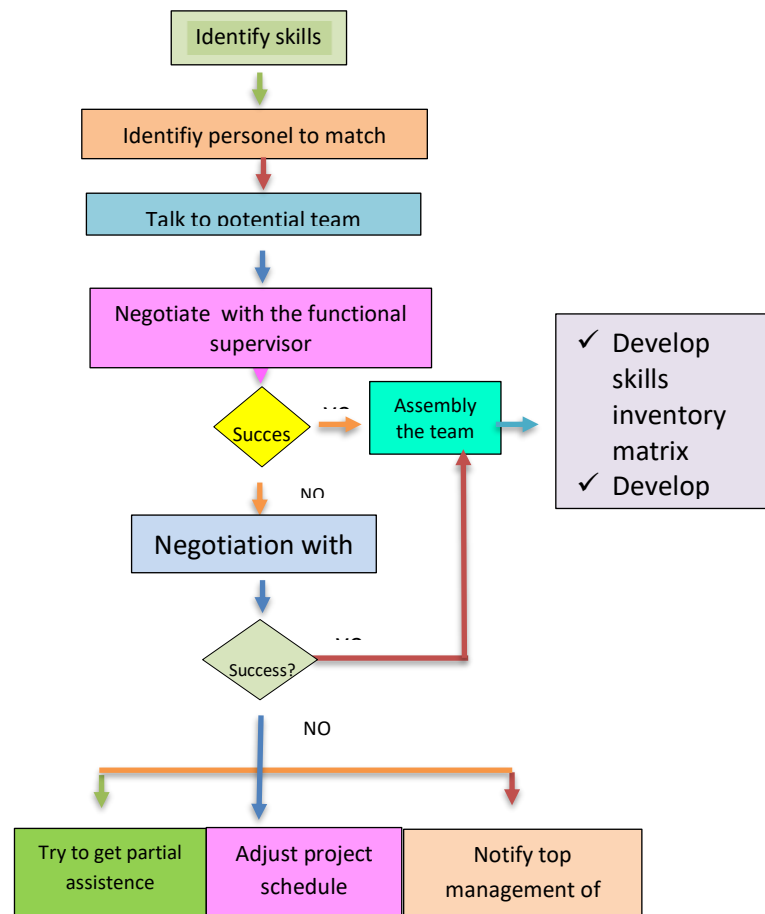 Identify skills
Identifiy personel to match
Talk to potential team
Negotiate with the functional
supervisor
Succes
Assembly
the team
✓ Develop
skills
inventory
matrix
✓ Develop
NO
Negotiation with
Success?
NO
Try to get partial
assistence
Adjust project
schedule
Notify top
management of